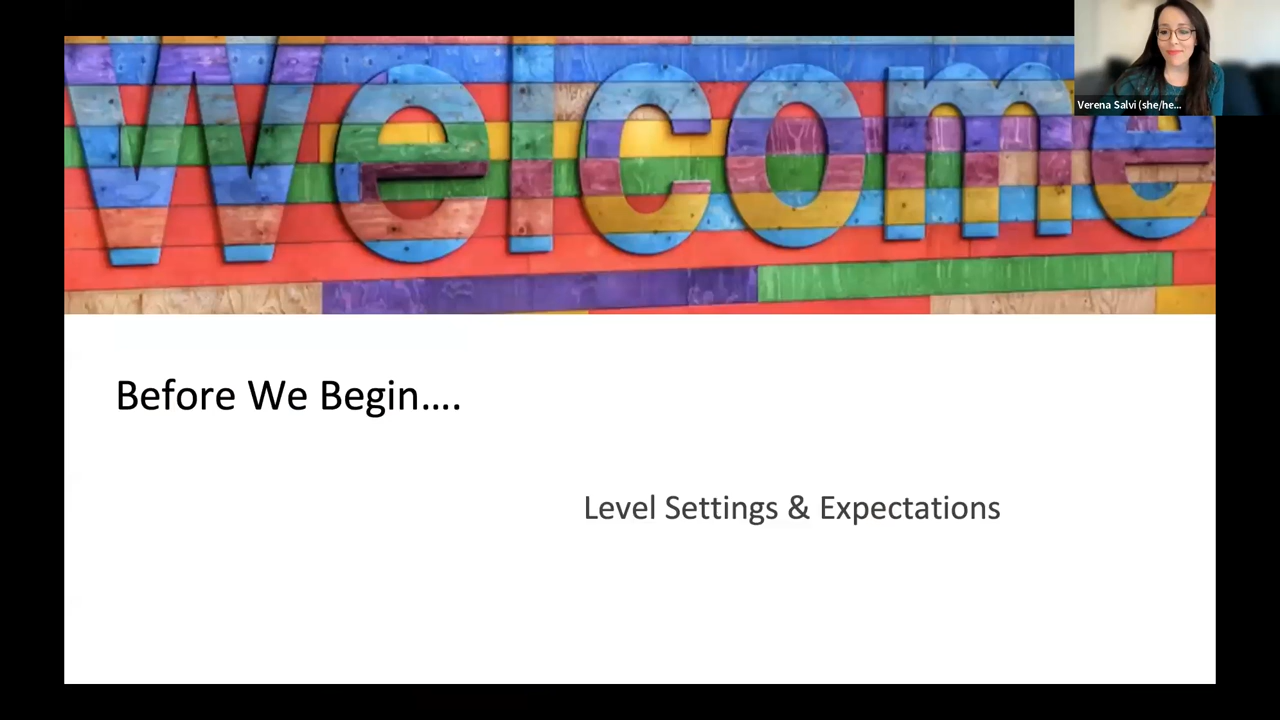 Welcome
Verena Salvi (she/he...
Before We Begin....
Level Settings & Expectations